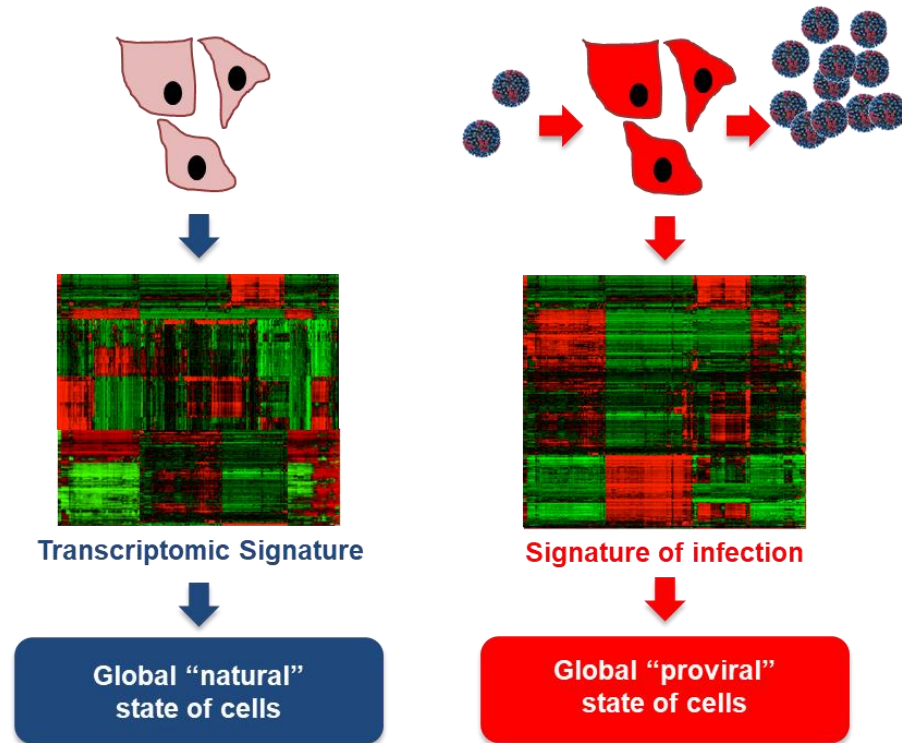 Transcriptomic Signature
Signature of infection
Global “natural”
state of cells
Global “proviral”
state of cells